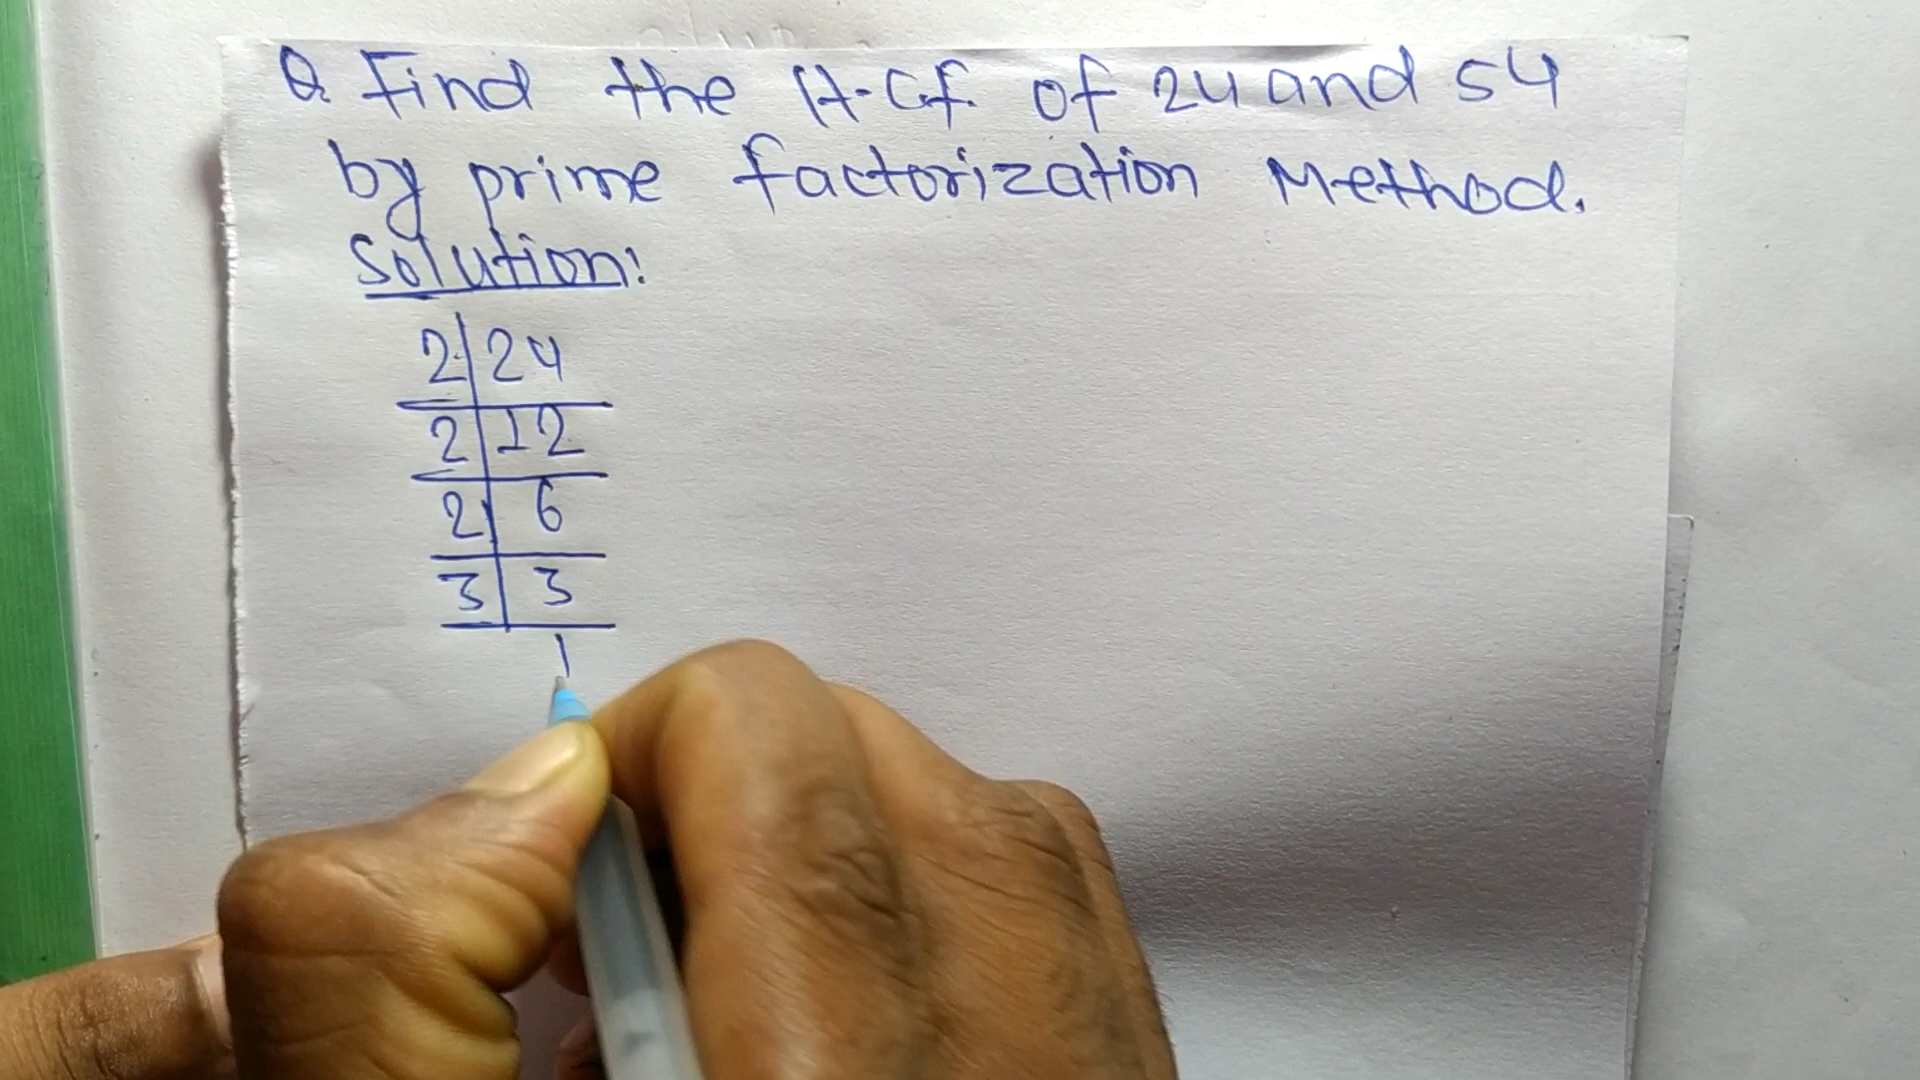 Q. Find the H.C.f. of 24 and 54
by prime factorization Method.
Solution:
2 24
2 12
2 6
3 3
1